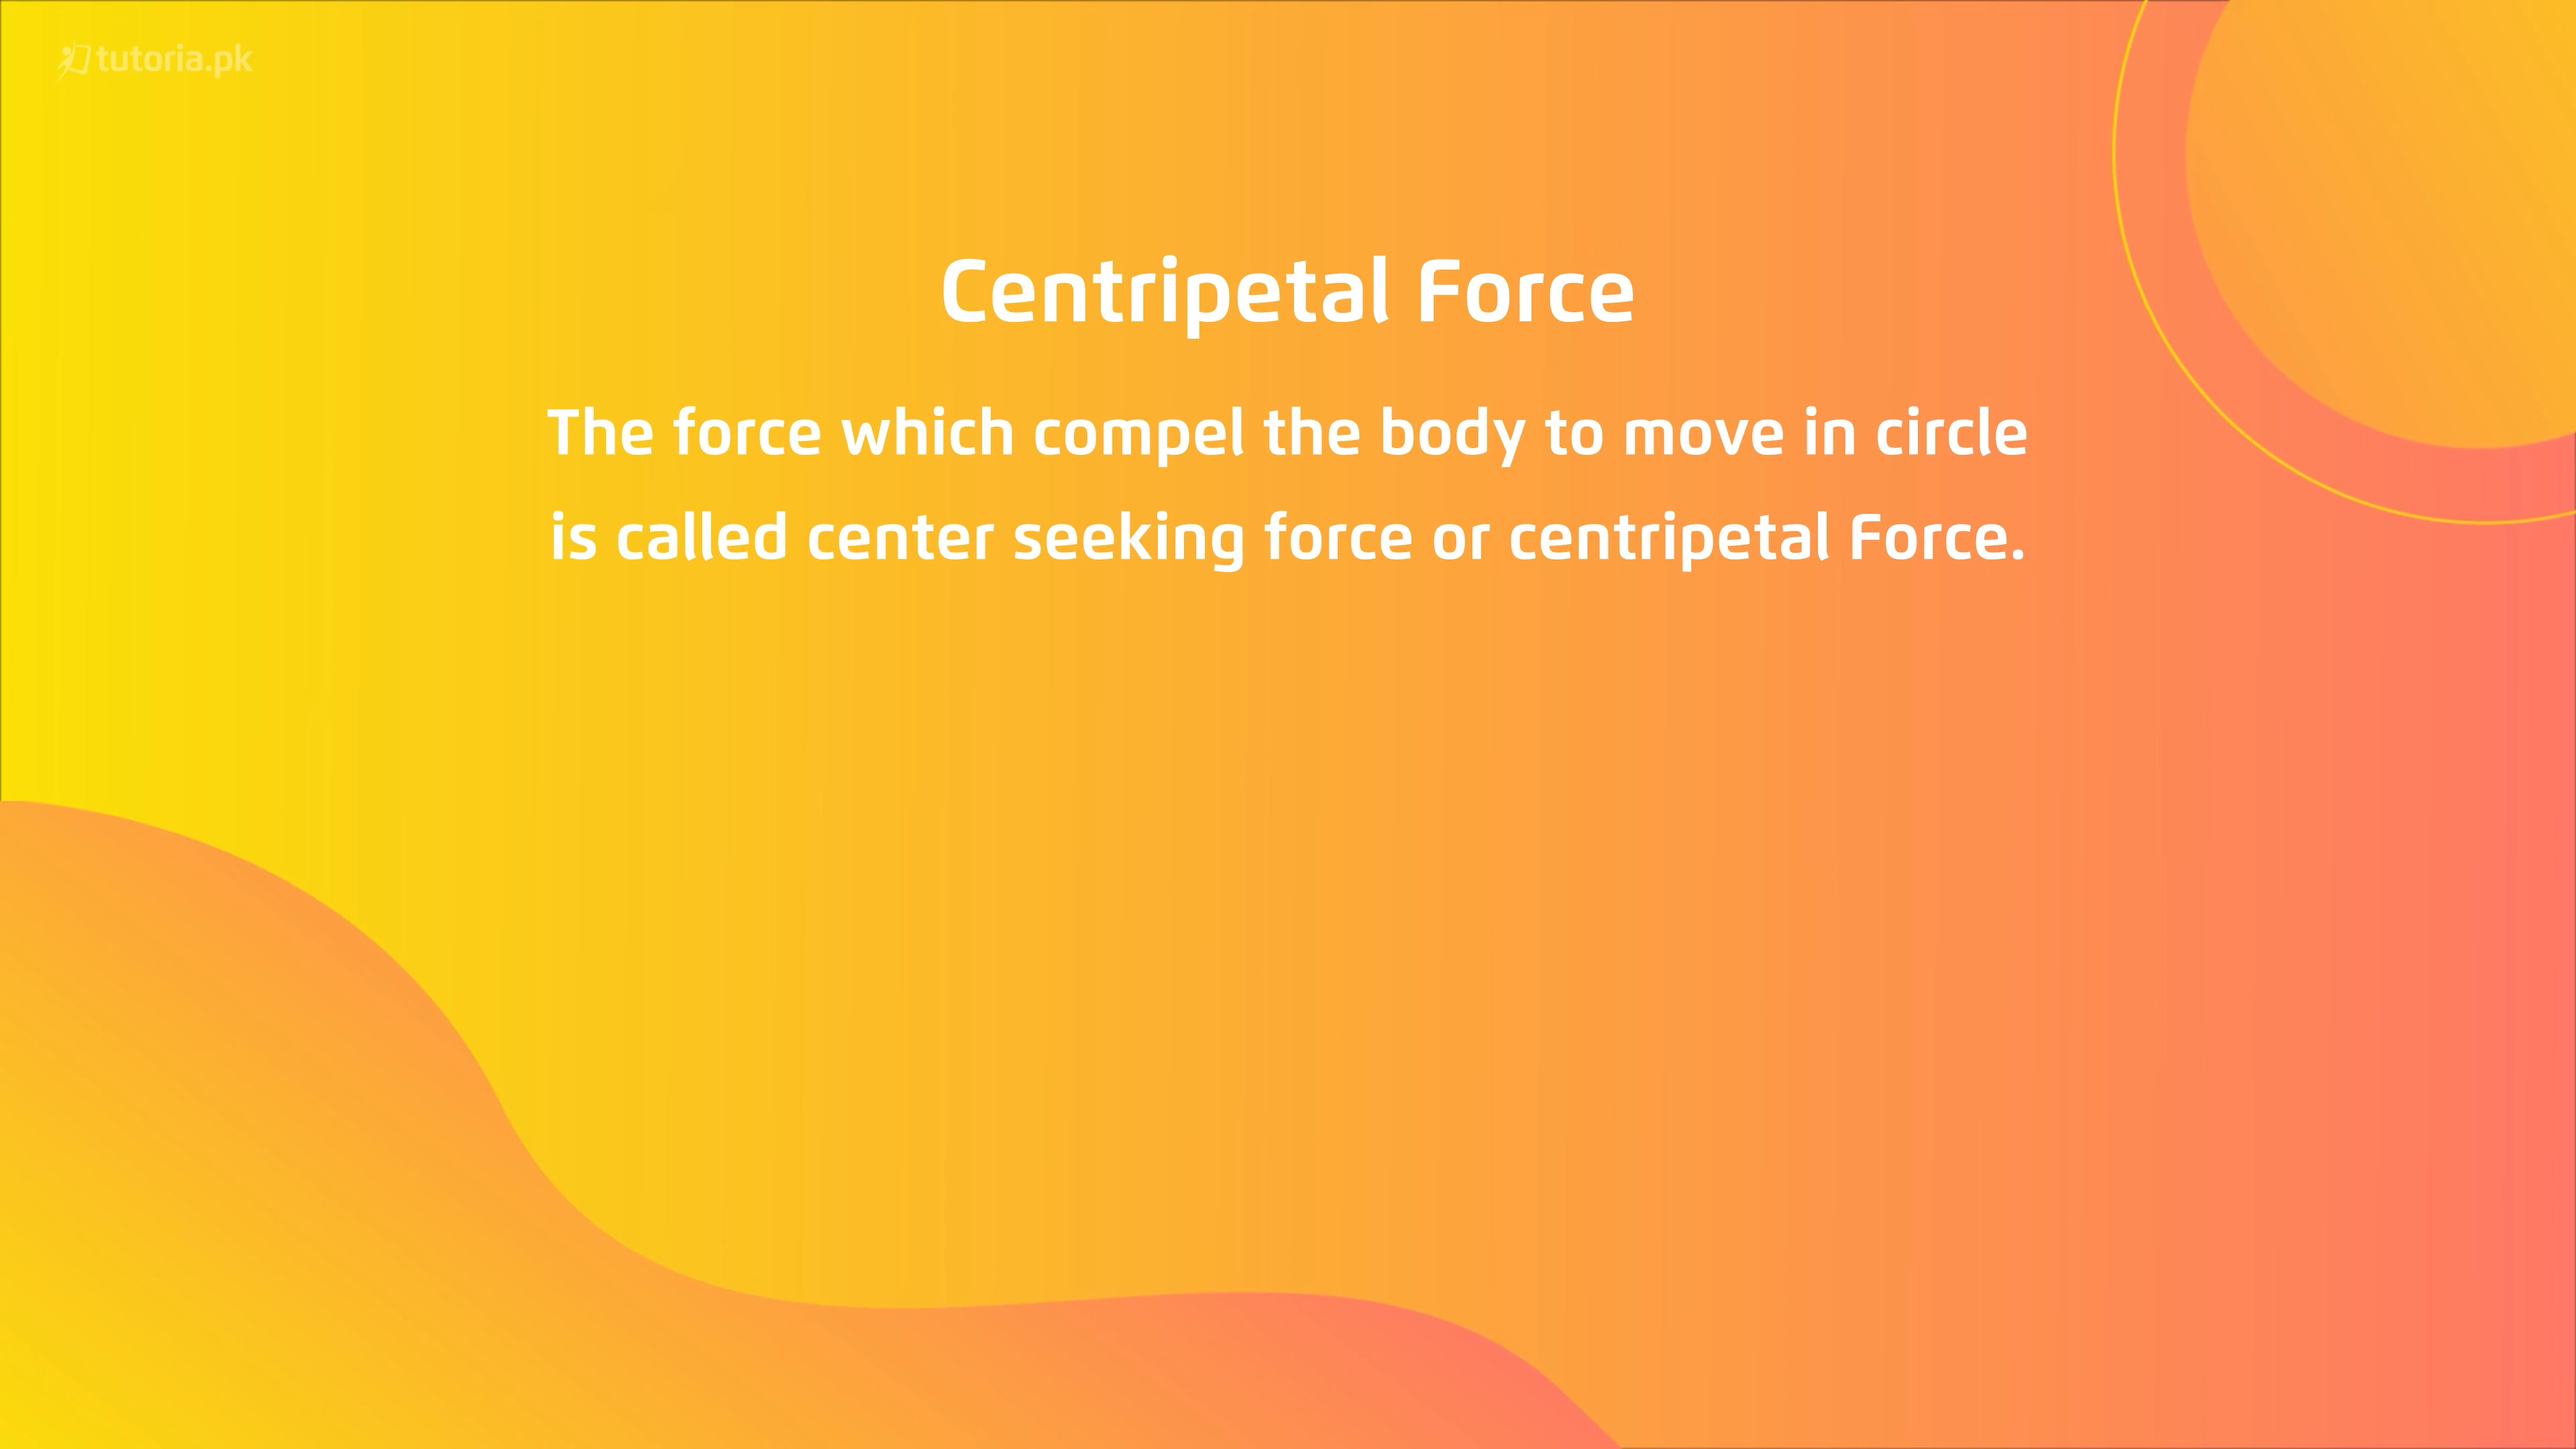 tutoria.pk
Centripetal Force
The force which compel the body to move in circle
is called center seeking force or centripetal Force.